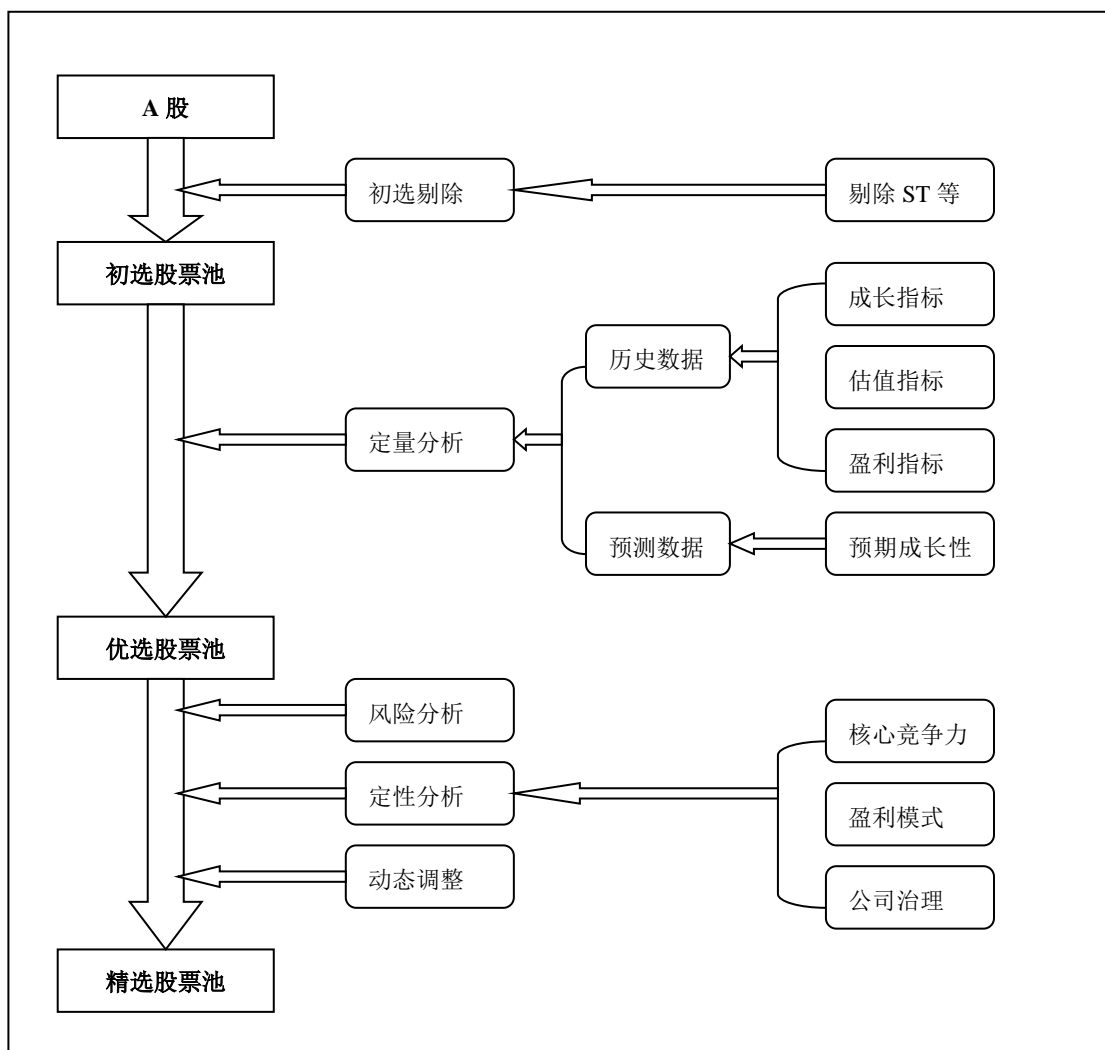 A 股
初选剔除
剔除 ST 等
初选股票池
成长指标
历史数据
估值指标
定量分析
盈利指标
预测数据
预期成长性
优选股票池
风险分析
核心竞争力
定性分析
盈利模式
动态调整
公司治理
精选股票池